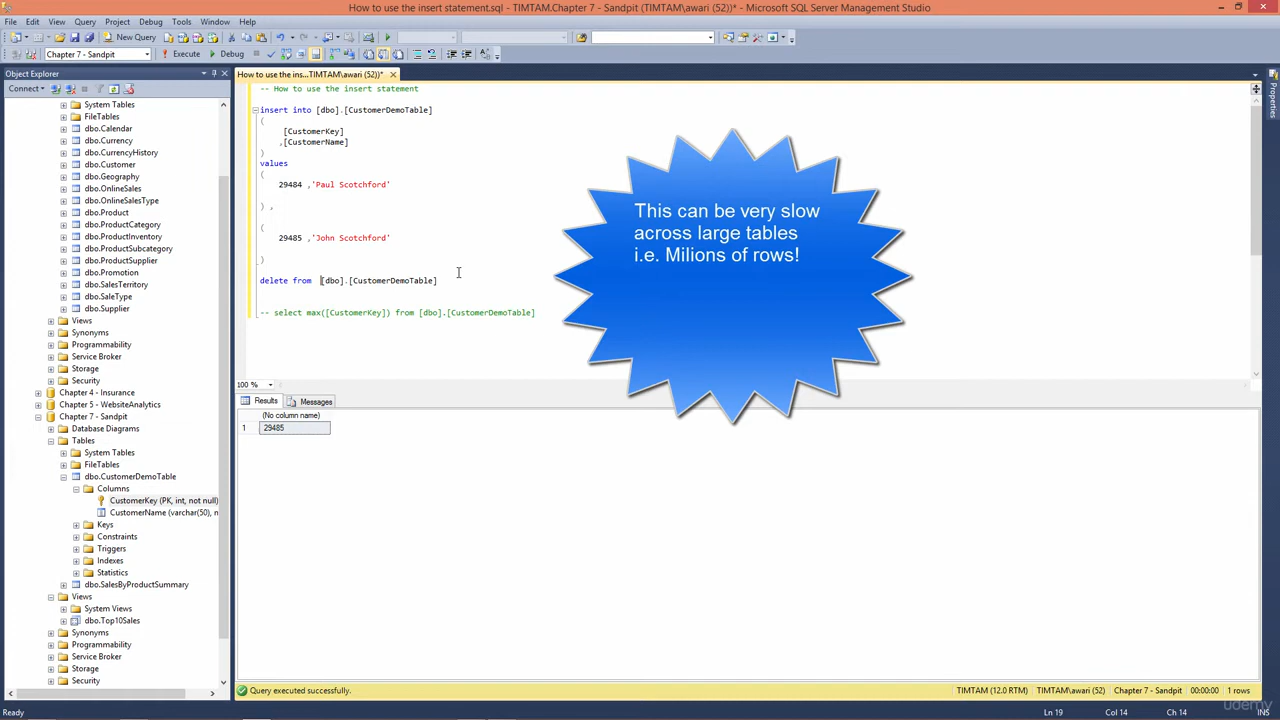 How to use the insert statement.sql - TIMTAM.Chapter 7 - Sandpit (TIMTAM\awari (52))* - Microsoft SQL Server Management Studio
File Edit View Query Project Debug Tools Window Help
New Query
Chapter 7 - Sandpit Execute Debug
Object Explorer
Connect
System Tables
FileTables
dbo.Calendar
dbo.Currency
dbo.CurrencyHistory
dbo.Customer
dbo.Geography
dbo.OnlineSales
dbo.OnlineSalesType
dbo.Product
dbo.ProductCategory
dbo.ProductInventory
dbo.ProductSubcategory
dbo.ProductSupplier
dbo.Promotion
dbo.SalesTerritory
dbo.SaleType
dbo.Supplier
Views
Synonyms
Programmability
Service Broker
Storage
Security
Chapter 4 - Insurance
Chapter 5 - WebsiteAnalytics
Chapter 7 - Sandpit
Database Diagrams
Tables
System Tables
FileTables
dbo.CustomerDemoTable
Columns
CustomerKey (PK, int, not null)
CustomerName (varchar(50), n
Keys
Constraints
Triggers
Indexes
Statistics
dbo.SalesByProductSummary
Views
System Views
dbo.Top10Sales
Synonyms
Programmability
Service Broker
Storage
Security
How to use the ins...TIMTAM\awari (52))*
-- How to use the insert statement
insert into [dbo].[CustomerDemoTable]
(
[CustomerKey]
,[CustomerName]
)
values
(
29484 ,'Paul Scotchford'
) ,
(
29485 ,'John Scotchford'
)
delete from [dbo].[CustomerDemoTable]
-- select max([CustomerKey]) from [dbo].[CustomerDemoTable]
This can be very slow
across large tables
i.e. Milions of rows!
100 %
Results Messages
(No column name)
1 29485
Query executed successfully. TIMTAM (12.0 RTM) TIMTAM\awari (52) Chapter 7 - Sandpit 00:00:00 1 rows
Ready Ln 19 Col 14 Ch 14 INS
Properties
udemy